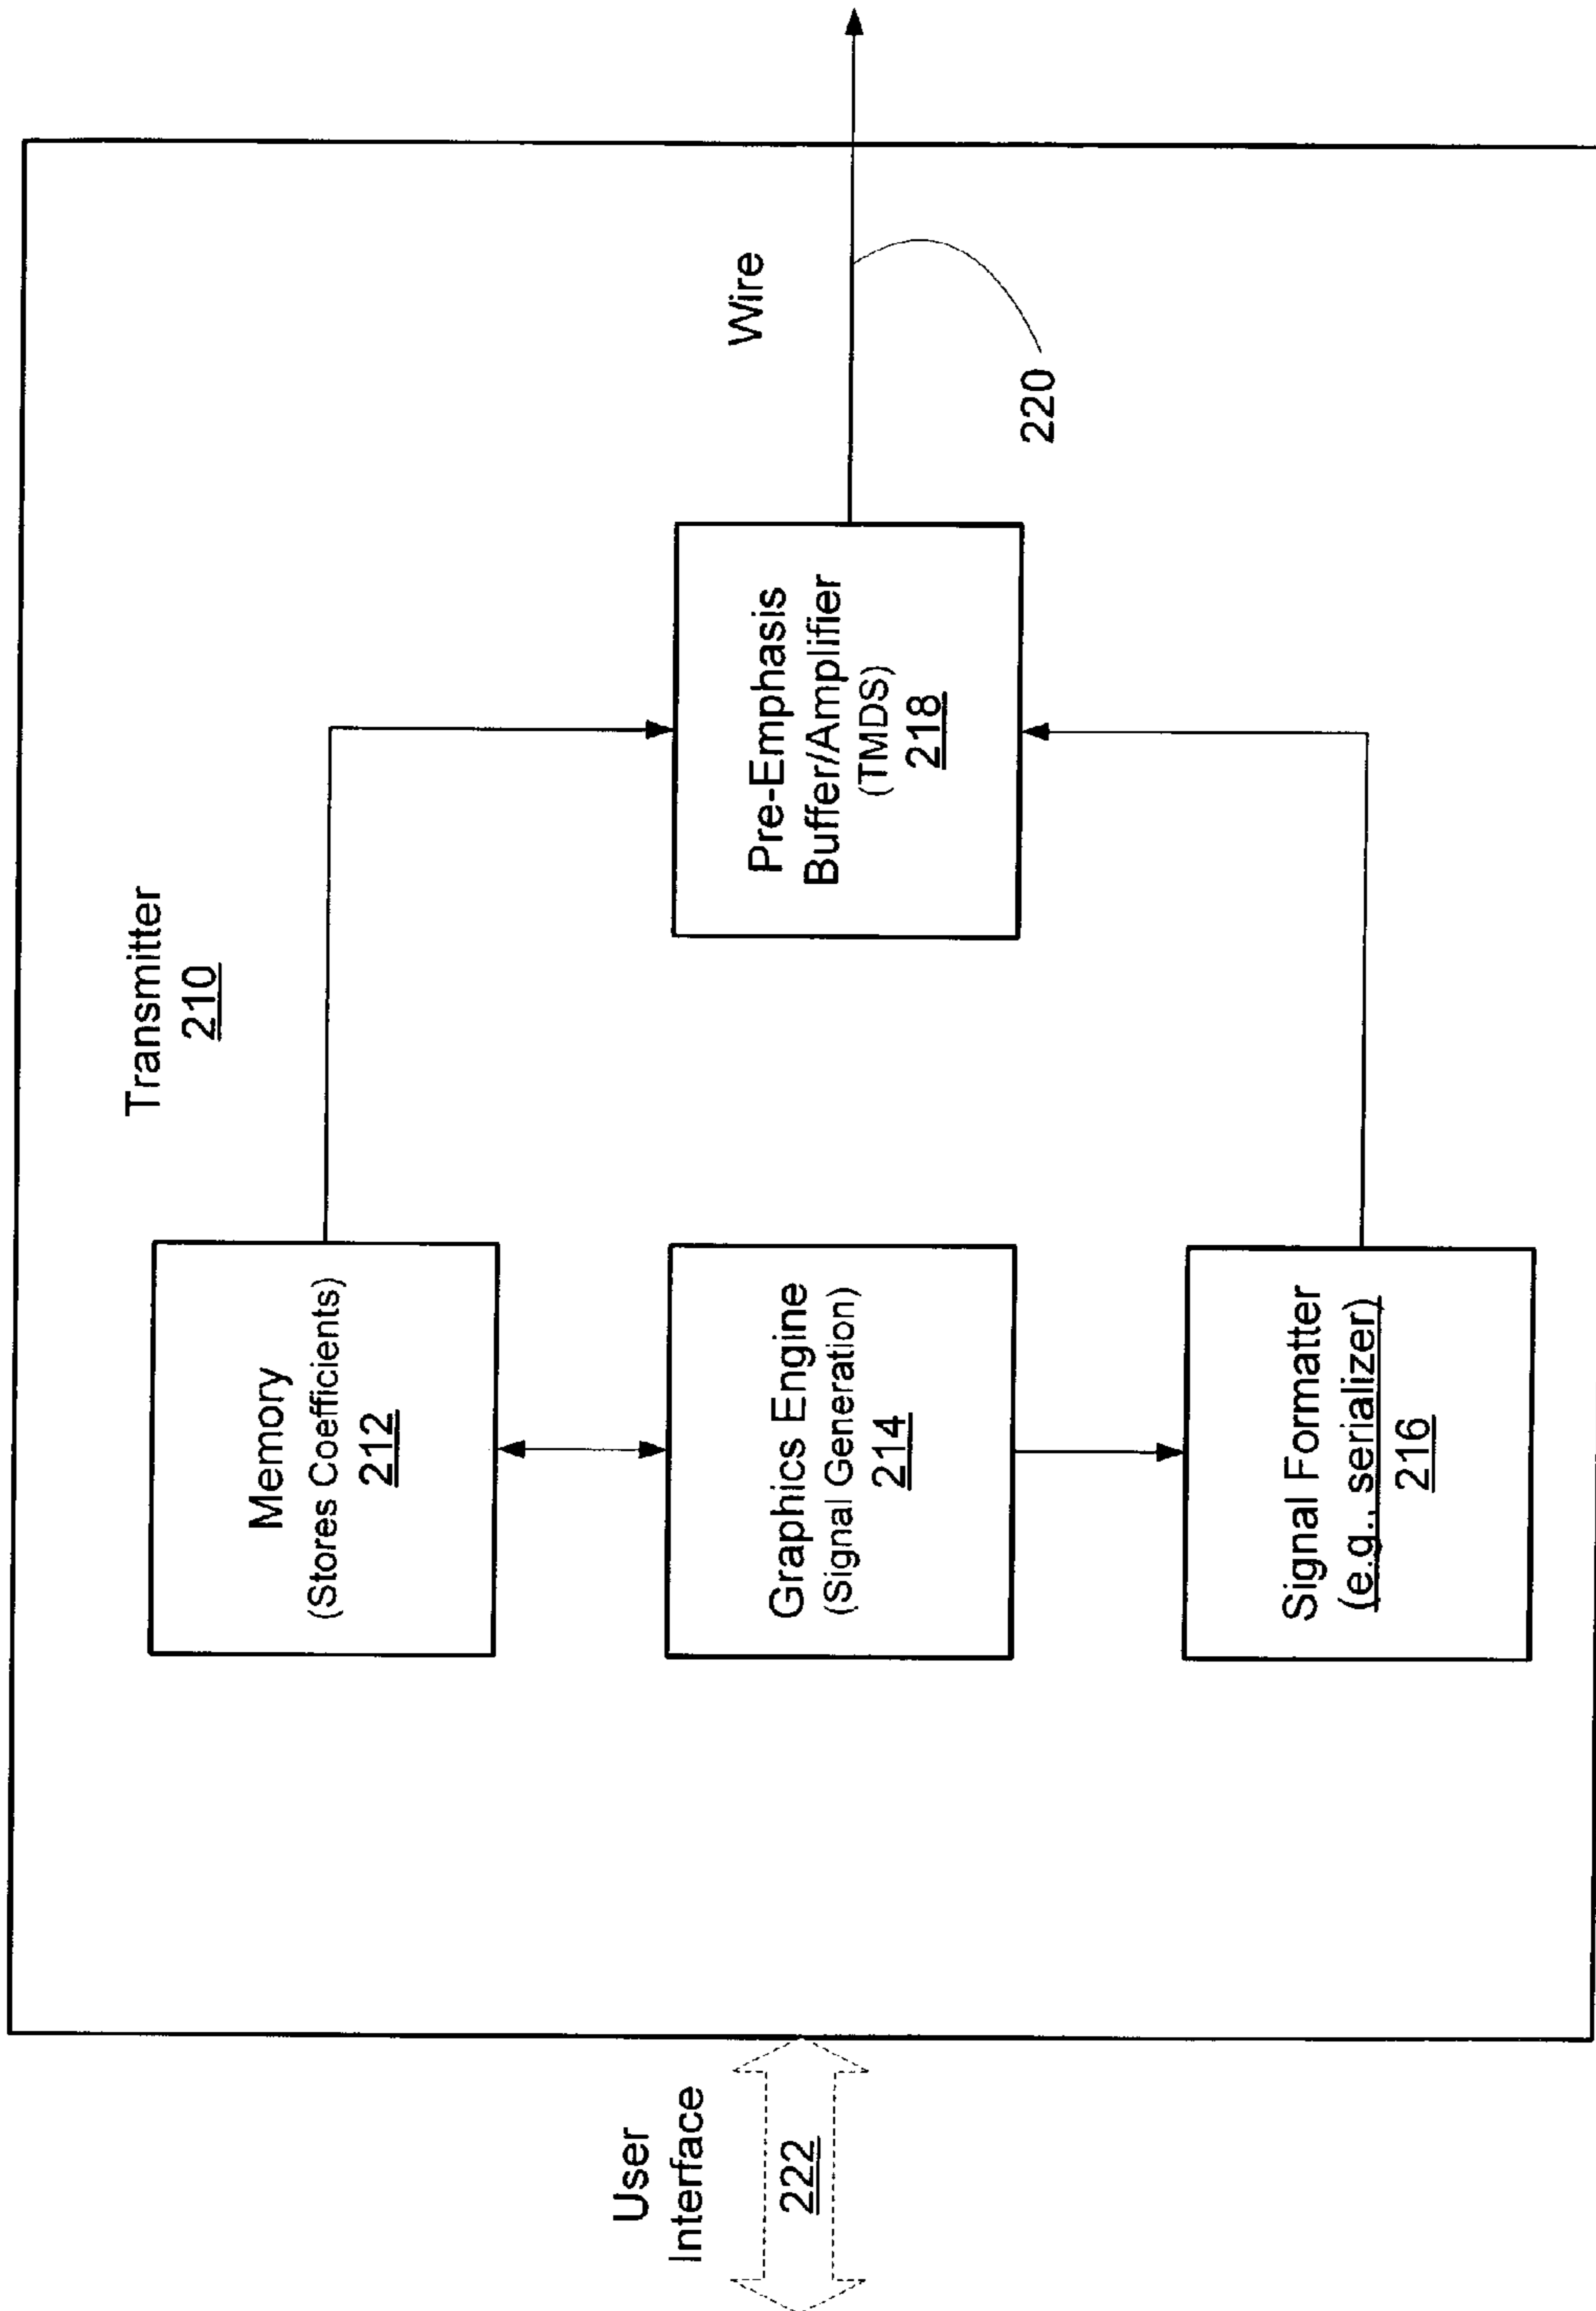 Transmitter
210
Memory
(Stores Coefficients)
212
Graphics Engine
(Signal Generation)
214
Signal Formatter
(e.g., serializer)
216
Pre-Emphasis
Buffer/Amplifier
(TMDS)
218
Wire
220
User
Interface
222